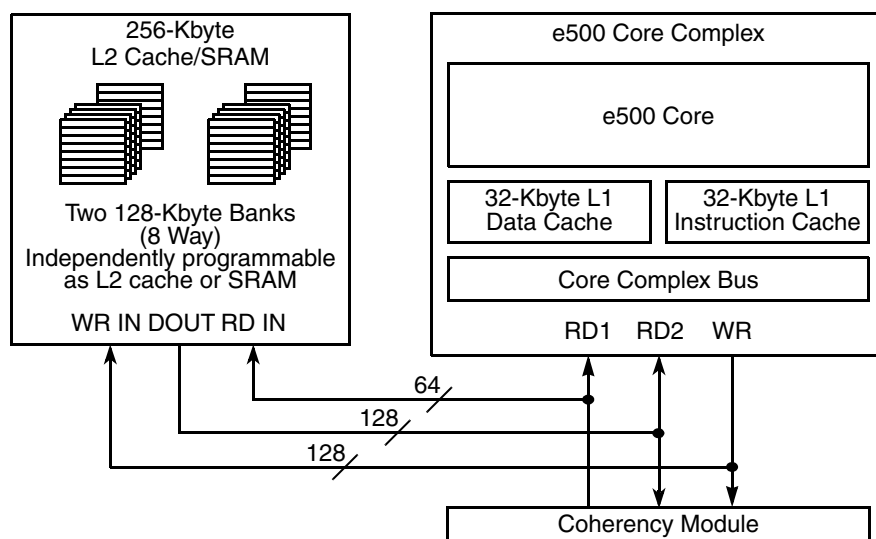 256-Kbyte
L2 Cache/SRAM
Two 128-Kbyte Banks
(8 Way)
Independently programmable
as L2 cache or SRAM
WR IN DOUT RD IN
e500 Core Complex
e500 Core
32-Kbyte L1
Data Cache
32-Kbyte L1
Instruction Cache
Core Complex Bus
RD1 RD2 WR
64
128
128
Coherency Module